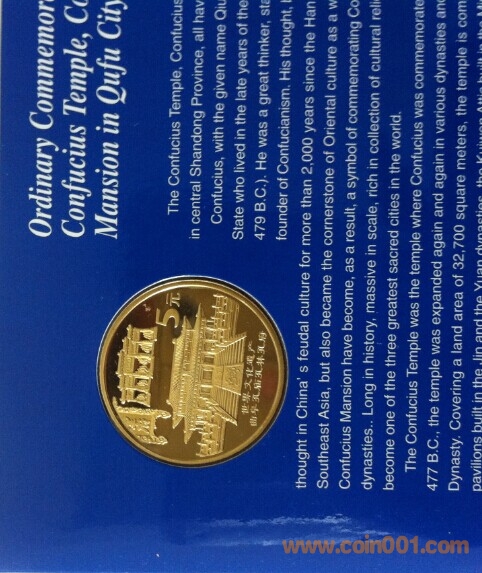 Ordinary Commemor
Confucius Temple, Ce
Mansion in Qufu City
The Confucius Temple, Confucius
in central Shandong Province, all hav
Confucius, with the given name Qiu
State who lived in the late years of the
479 B.C.). He was a great thinker, sta
founder of Confucianism. His thought b
thought in China's feudal culture for more than 2,000 years since the Han
Southeast Asia, but also became the cornerstone of Oriental culture as a w
Confucius Mansion have become, as a result, a symbol of commemorating Co
dynasties.. Long in history, massive in scale, rich in collection of cultural relic
become one of the three greatest sacred cities in the world.
The Confucius Temple was the temple where Confucius was commemorate
477 B.C., the temple was expanded again and again in various dynasties and
Dynasty. Covering a land area of 32,700 square meters, the temple is com
pavilions built in the Jin and the Yuan dynasties, the Kuiwen
5元
世界文化遗产
曲阜孔庙孔林孔府
www.coin001.com